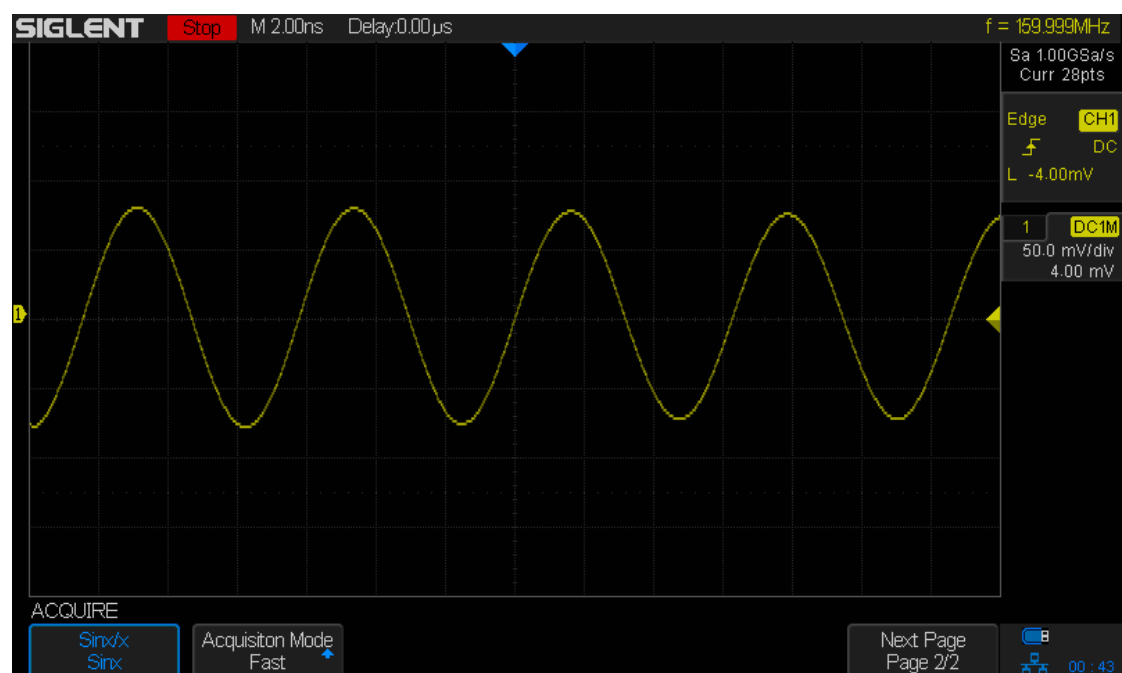 SIGLENT Stop M 2.00ns Delay:0.00µs f = 159.999MHz
Sa 1.00GSa/s
Curr 28pts
Edge CH1
DC
L -4.00mV
1 DC1M
50.0 mV/div
4.00 mV
1
ACQUIRE
Sinx/x
Sinx
Acquisiton Mode
Fast
Next Page
Page 2/2
00 : 43